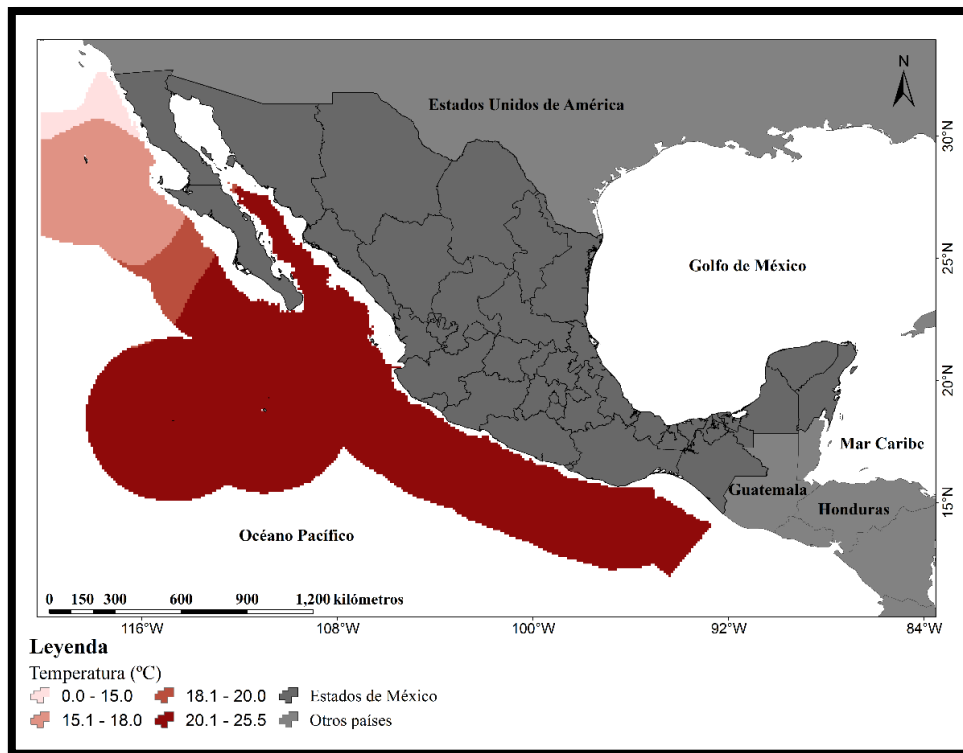 N
Estados Unidos de América
30°N
25°N
Golfo de México
20°N
Mar Caribe
Guatemala
15°N
Honduras
Océano Pacífico
0 150 300 600 900 1,200 kilómetros
116°W 108°W 100°W 92°W 84°W
Leyenda
Temperatura (ºC)
0.0 - 15.0 18.1 - 20.0 Estados de México
15.1 - 18.0 20.1 - 25.5 Otros países